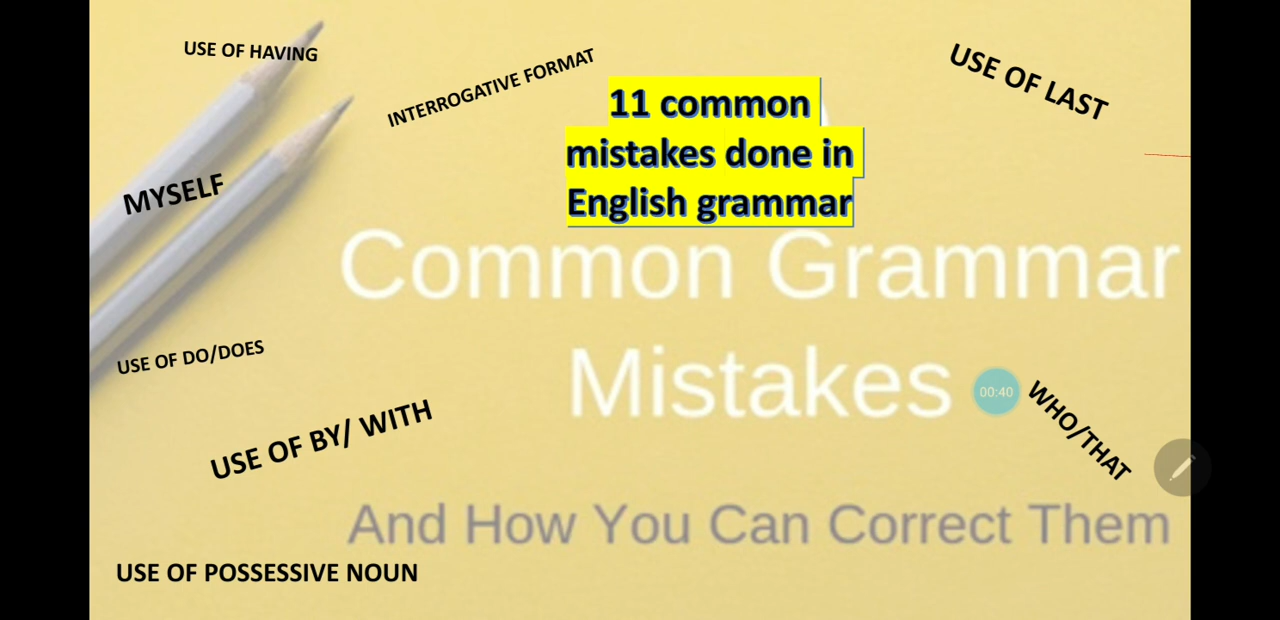 USE OF HAVING
INTERROGATIVE FORMAT
USE OF LAST
11 common
mistakes done in
English grammar
MYSELF
Common Grammar
Mistakes
00:40
USE OF DO/DOES
WHO/THAT
USE OF BY/ WITH
And How You Can Correct Them
USE OF POSSESSIVE NOUN